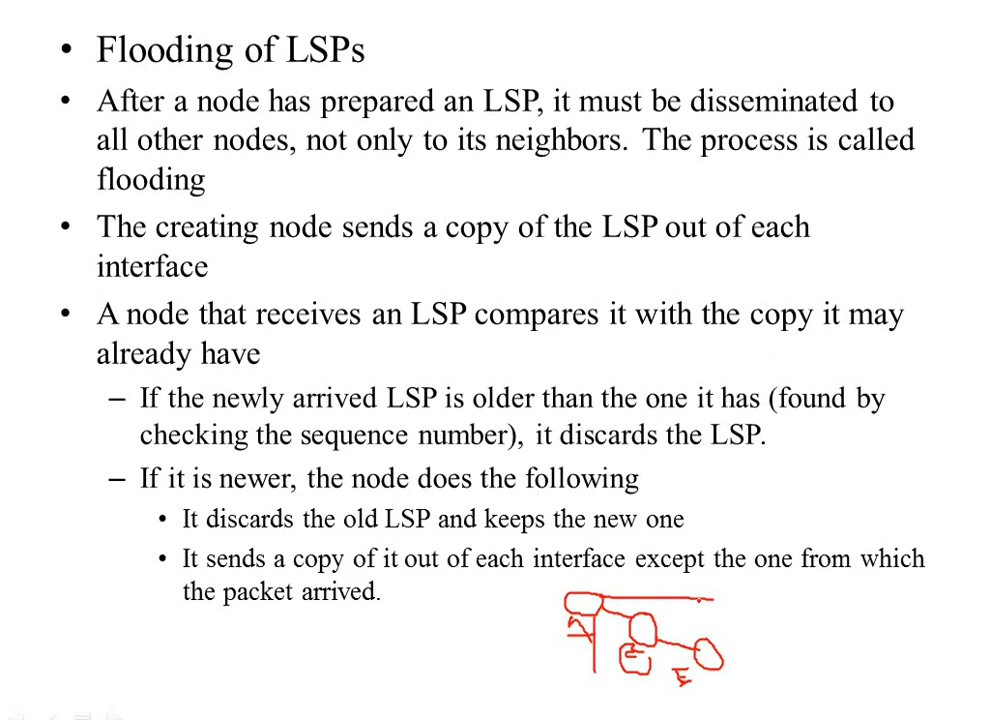 • Flooding of LSPs
• After a node has prepared an LSP, it must be disseminated to
all other nodes, not only to its neighbors. The process is called
flooding
• The creating node sends a copy of the LSP out of each
interface
• A node that receives an LSP compares it with the copy it may
already have
– If the newly arrived LSP is older than the one it has (found by
checking the sequence number), it discards the LSP.
– If it is newer, the node does the following
• It discards the old LSP and keeps the new one
• It sends a copy of it out of each interface except the one from which
the packet arrived.